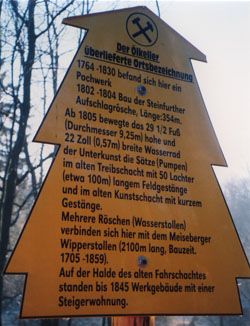 Der Ölkeller
überlieferte Ortsbezeichnung
1764 -1830 befand sich hier ein
Pochwerk
1802 -1804 Bau der Steinfurther
Aufschlagrösche, Länge:354m.
Ab 1805 bewegte das 29 1/2 Fuß
(Durchmesser 9,25m) hohe und
22 Zoll (0,57m) breite Wasserrad
der Unterkunst die Sätze (Pumpen)
im alten Treibschacht mit 50 Lachter
(etwa 100m) langem Feldgestänge
und im alten Kunstschacht mit kurzem
Gestänge.
Mehrere Röschen (Wasserstollen)
verbinden sich hier mit dem Meiseberger
Wipperstollen (2100m lang, Bauzeit.
1705 -1859).
Auf der Halde des alten Fahrschachtes
standen bis 1845 Werkgebäude mit einer
Steigerwohnung.